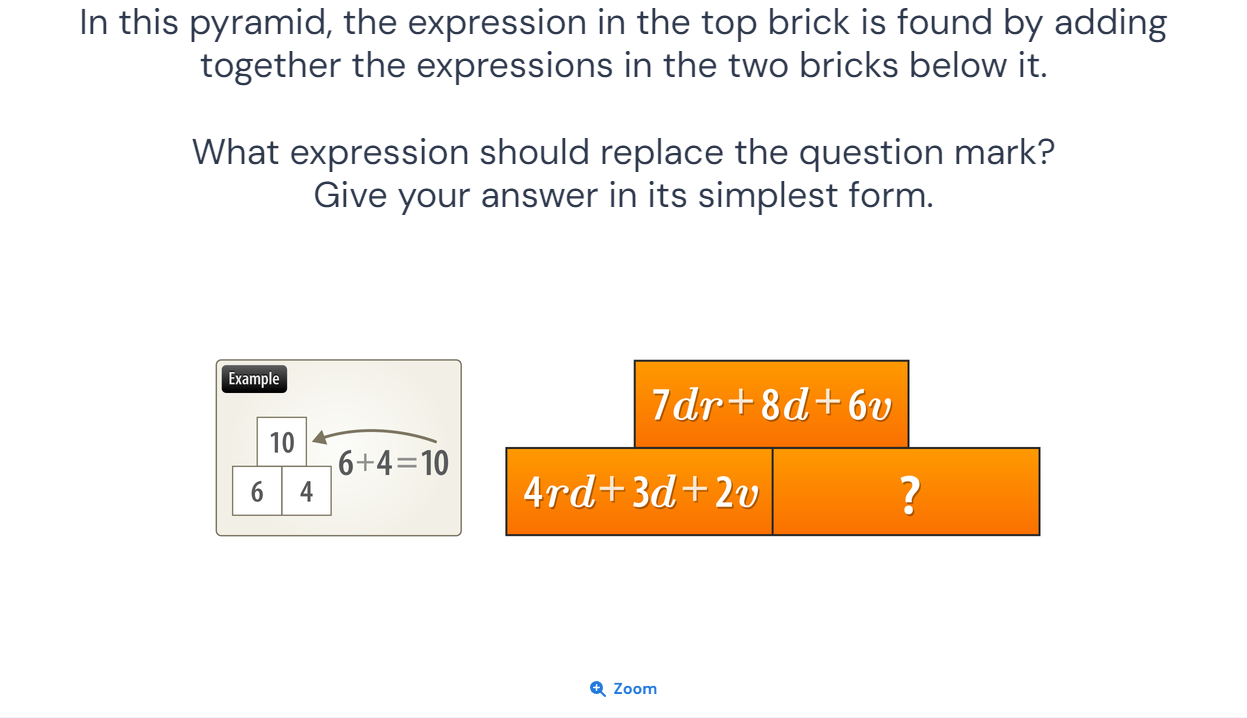 In this pyramid, the expression in the top brick is found by adding
together the expressions in the two bricks below it.
What expression should replace the question mark?
Give your answer in its simplest form.
Example
10
6+4=10
6 4
7dr+8d+6v
4rd+3d+2v ?
Zoom